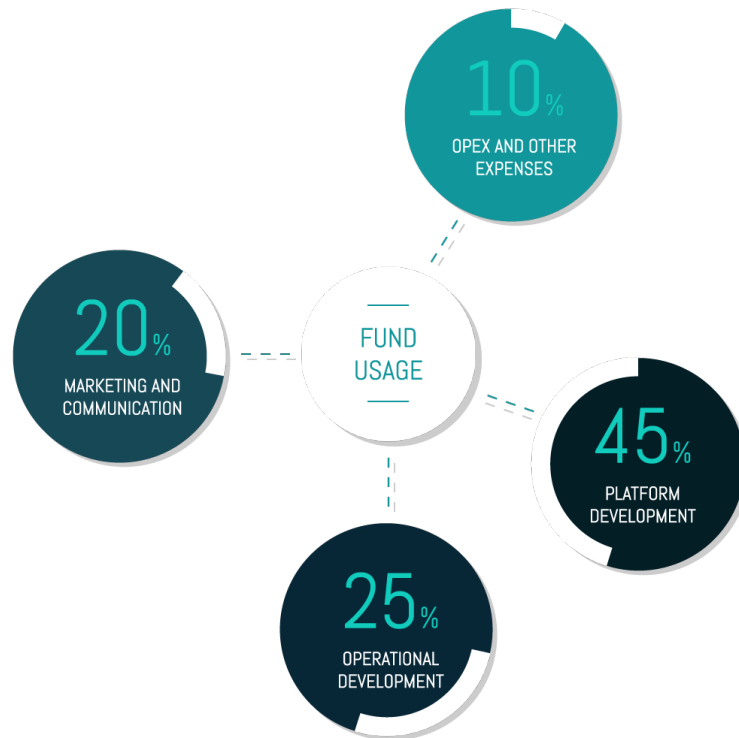 10%
OPEX AND OTHER
EXPENSES
20%
MARKETING AND
COMMUNICATION
FUND
USAGE
45%
PLATFORM
DEVELOPMENT
25%
OPERATIONAL
DEVELOPMENT